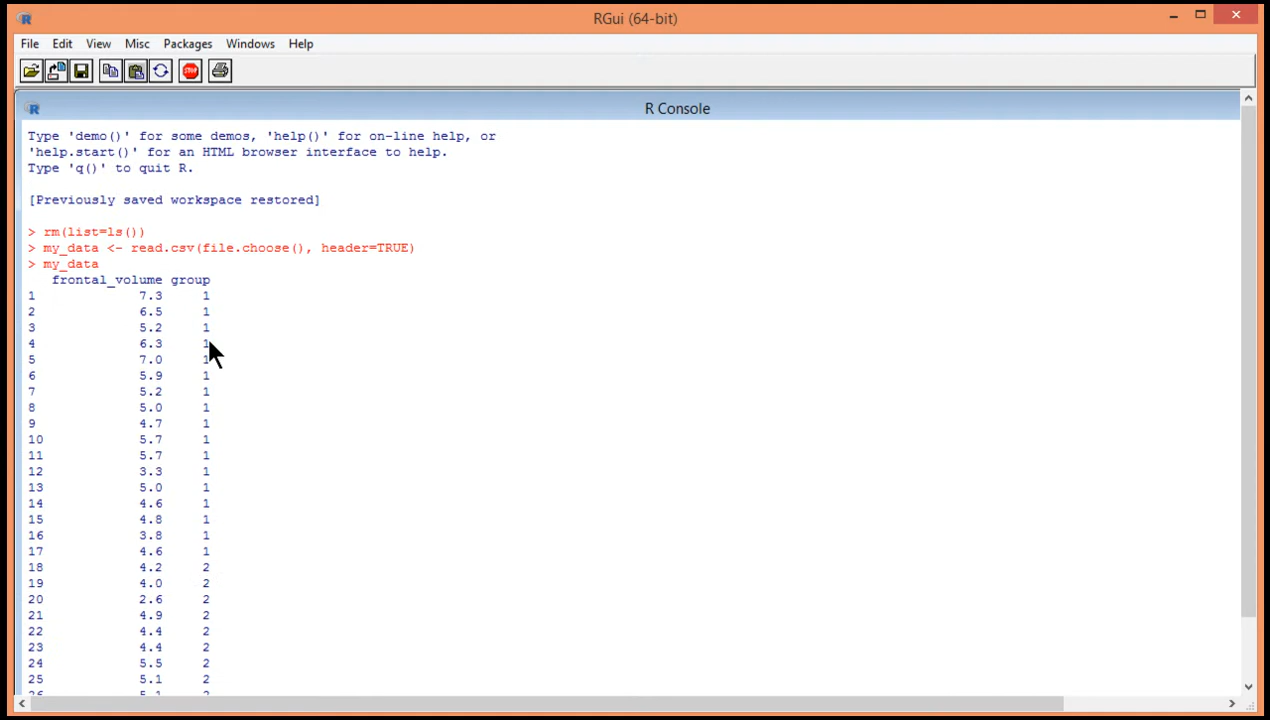 RGui (64-bit)
File Edit View Misc Packages Windows Help
STOP
R Console
Type 'demo()' for some demos, 'help()' for on-line help, or
'help.start()' for an HTML browser interface to help.
Type 'q()' to quit R.
[Previously saved workspace restored]
> rm(list=ls())
> my_data <- read.csv(file.choose(), header=TRUE)
> my_data
frontal_volume group
1 7.3 1
2 6.5 1
3 5.2 1
4 6.3 1
5 7.0 1
6 5.9 1
7 5.2 1
8 5.0 1
9 4.7 1
10 5.7 1
11 5.7 1
12 3.3 1
13 5.0 1
14 4.6 1
15 4.8 1
16 3.8 1
17 4.6 1
18 4.2 2
19 4.0 2
20 2.6 2
21 4.9 2
22 4.4 2
23 4.4 2
24 5.5 2
25 5.1 2
26 5.1 2